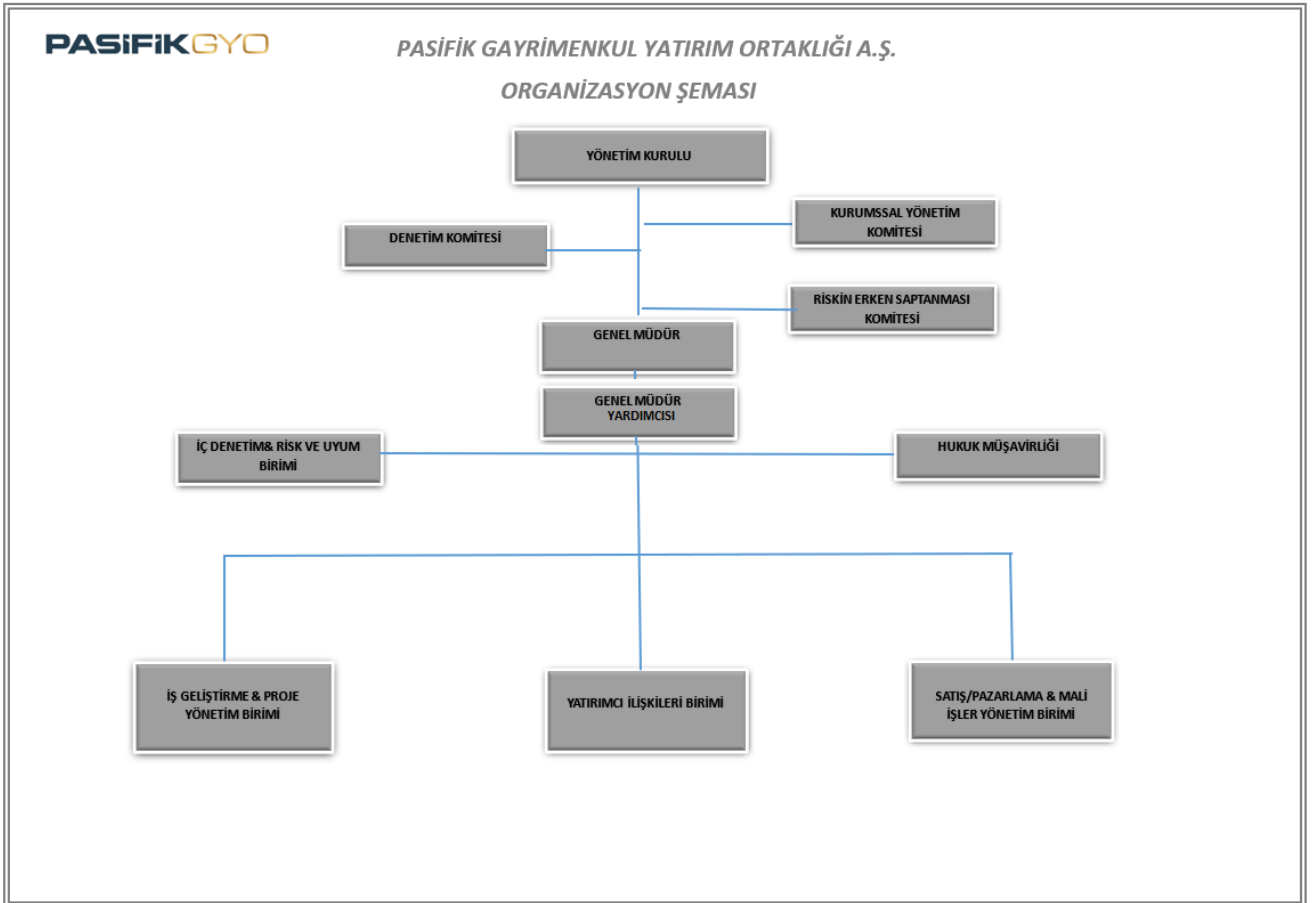 PASİFİKGYO
PASİFİK GAYRİMENKUL YATIRIM ORTAKLIĞI A.Ş.
ORGANİZASYON ŞEMASI
YÖNETİM KURULU
KURUMSSAL YÖNETİM
KOMİTESİ
DENETİM KOMİTESİ
RİSKİN ERKEN SAPTANMASI
KOMİTESİ
GENEL MÜDÜR
GENEL MÜDÜR
YARDIMCISI
İÇ DENETİM& RİSK VE UYUM
BİRİMİ
HUKUK MÜŞAVİRLİĞİ
İŞ GELİŞTİRME & PROJE
YÖNETİM BİRİMİ
YATIRIMCI İLİŞKİLERİ BİRİMİ
SATIŞ/PAZARLAMA & MALİ
İŞLER YÖNETİM BİRİMİ